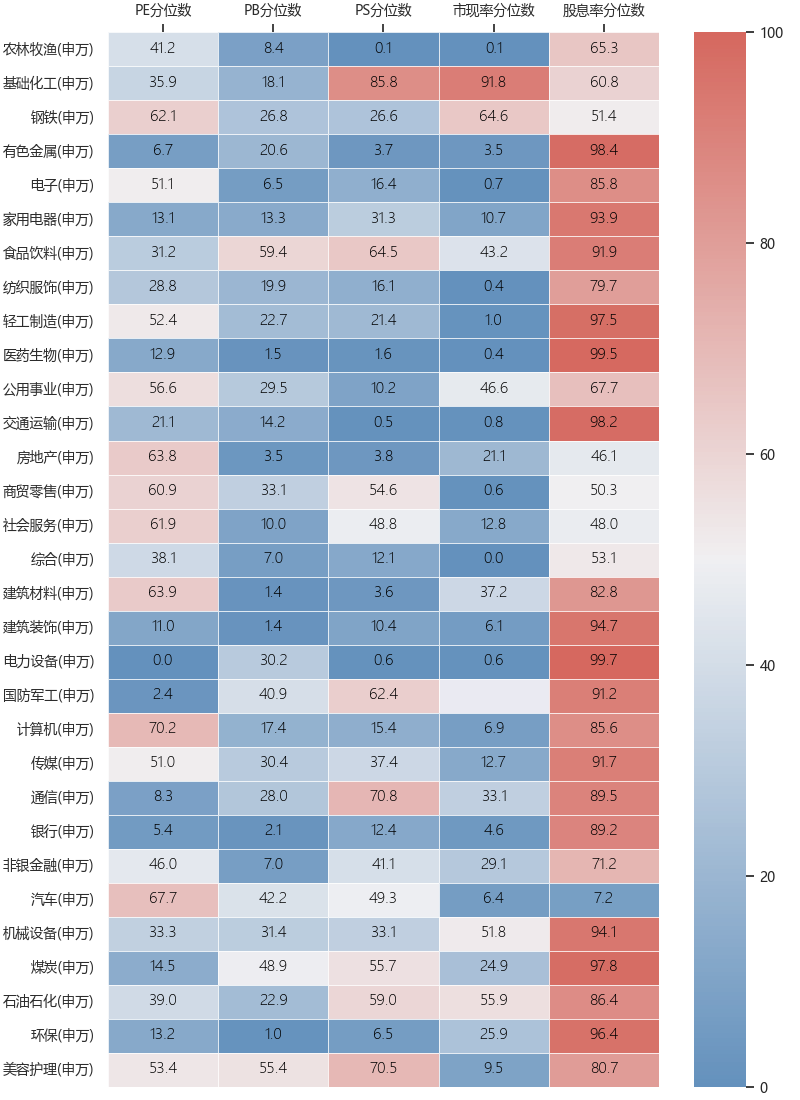 PE分位数 PB分位数 PS分位数 市现率分位数 股息率分位数
农林牧渔(申万) 41.2 8.4 0.1 0.1 65.3
基础化工(申万) 35.9 18.1 85.8 91.8 60.8
钢铁(申万) 62.1 26.8 26.6 64.6 51.4
有色金属(申万) 6.7 20.6 3.7 3.5 98.4
电子(申万) 51.1 6.5 16.4 0.7 85.8
家用电器(申万) 13.1 13.3 31.3 10.7 93.9
食品饮料(申万) 31.2 59.4 64.5 43.2 91.9
纺织服饰(申万) 28.8 19.9 16.1 0.4 79.7
轻工制造(申万) 52.4 22.7 21.4 1.0 97.5
医药生物(申万) 12.9 1.5 1.6 0.4 99.5
公用事业(申万) 56.6 29.5 10.2 46.6 67.7
交通运输(申万) 21.1 14.2 0.5 0.8 98.2
房地产(申万) 63.8 3.5 3.8 21.1 46.1
商贸零售(申万) 60.9 33.1 54.6 0.6 50.3
社会服务(申万) 61.9 10.0 48.8 12.8 48.0
综合(申万) 38.1 7.0 12.1 0.0 53.1
建筑材料(申万) 63.9 1.4 3.6 37.2 82.8
建筑装饰(申万) 11.0 1.4 10.4 6.1 94.7
电力设备(申万) 0.0 30.2 0.6 0.6 99.7
国防军工(申万) 2.4 40.9 62.4 91.2
计算机(申万) 70.2 17.4 15.4 6.9 85.6
传媒(申万) 51.0 30.4 37.4 12.7 91.7
通信(申万) 8.3 28.0 70.8 33.1 89.5
银行(申万) 5.4 2.1 12.4 4.6 89.2
非银金融(申万) 46.0 7.0 41.1 29.1 71.2
汽车(申万) 67.7 42.2 49.3 6.4 7.2
机械设备(申万) 33.3 31.4 33.1 51.8 94.1
煤炭(申万) 14.5 48.9 55.7 24.9 97.8
石油石化(申万) 39.0 22.9 59.0 55.9 86.4
环保(申万) 13.2 1.0 6.5 25.9 96.4
美容护理(申万) 53.4 55.4 70.5 9.5 80.7
100
80
60
40
20
0